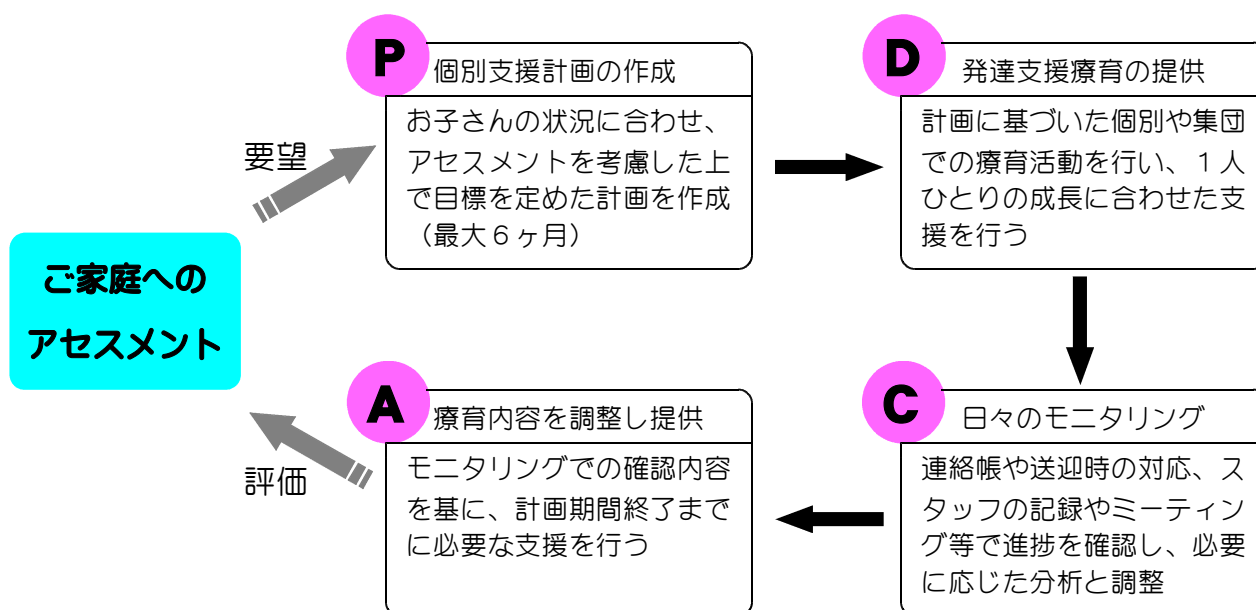 P
個別支援計画の作成
お子さんの状況に合わせ、
アセスメントを考慮した上
で目標を定めた計画を作成
（最大６ヶ月）
D
発達支援療育の提供
計画に基づいた個別や集団
での療育活動を行い、１人
ひとりの成長に合わせた支
援を行う
要望
ご家庭への
アセスメント
評価
A
療育内容を調整し提供
モニタリングでの確認内容
を基に、計画期間終了まで
に必要な支援を行う
C
日々のモニタリング
連絡帳や送迎時の対応、ス
タッフの記録やミーティン
グ等で進捗を確認し、必要
に応じた分析と調整